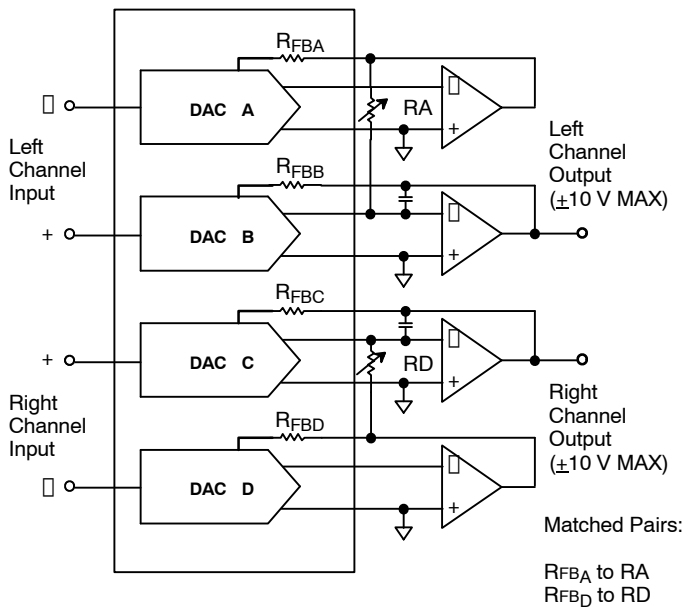 RFBA
DAC A
RA
+
Left
Channel
Input
Left
Channel
Output
(±10 V MAX)
RFBB
+
DAC B
+
RFBC
+
DAC C
RD
+
Right
Channel
Input
Right
Channel
Output
(±10 V MAX)
RFBD
DAC D
+
Matched Pairs:
RFBA to RA
RFBD to RD